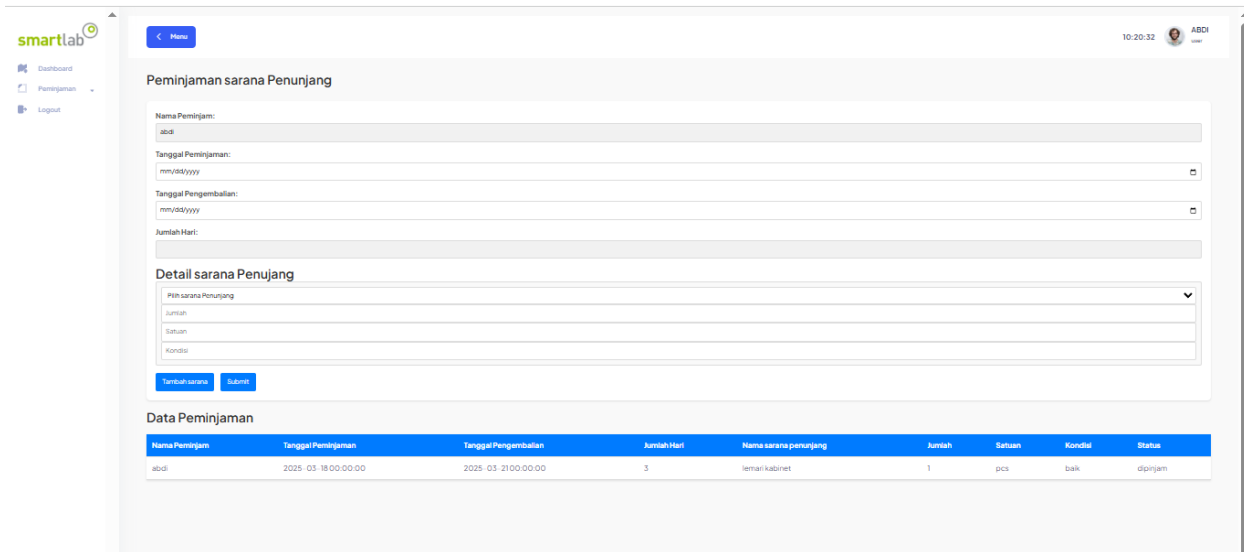 smartlab
Menu
10:20:32
ABDI
user
Dashboard
Peminjaman
Logout
Peminjaman sarana Penunjang
Nama Peminjam:
abdi
Tanggal Peminjaman:
mm/dd/yyyy
Tanggal Pengembalian:
mm/dd/yyyy
Jumlah Hari:
Detail sarana Penujang
Pilih sarana Penunjang
Jumlah
Satuan
Kondisi
Tambah sarana Submit
Data Peminjaman
Nama Peminjam Tanggal Peminjaman Tanggal Pengembalian Jumlah Hari Nama sarana penunjang Jumlah Satuan Kondisi Status
abdi 2025-03-18 00:00:00 2025-03-21 00:00:00 3 lemari kabinet 1 pcs baik dipinjam